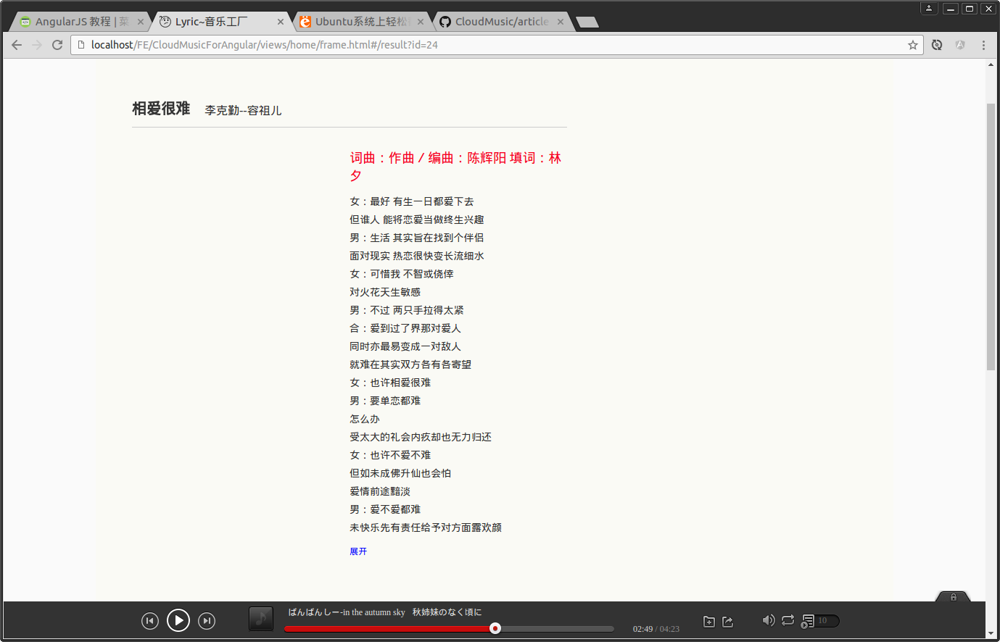 AngularJS 教程 | 菜
Lyric~音乐工厂
Ubuntu系统上轻松
CloudMusic/article
localhost/FE/CloudMusicForAngular/views/home/frame.html#/result?id=24
相爱很难 李克勤--容祖儿
词曲：作曲 / 编曲：陈辉阳 填词：林
夕
女：最好 有生一日都爱下去
但谁人 能将恋爱当做终生兴趣
男：生活 其实旨在找到个伴侣
面对现实 热恋很快变长流细水
女：可惜我 不智或侥倖
对火花天生敏感
男：不过 两只手拉得太紧
合：爱到过了界那对爱人
同时亦最易变成一对敌人
就难在其实双方各有各寄望
女：也许相爱很难
男：要单恋都难
怎么办
受太大的礼会内疚却也无力归还
女：也许不爱不难
但如未成佛升仙也会怕
爱情前途黯淡
男：爱不爱都难
未快乐先有责任给予对方面露欢颜
展开
ばんばんしー-in the autumn sky 秋姉妹のなく頃に
02:49 / 04:23
10